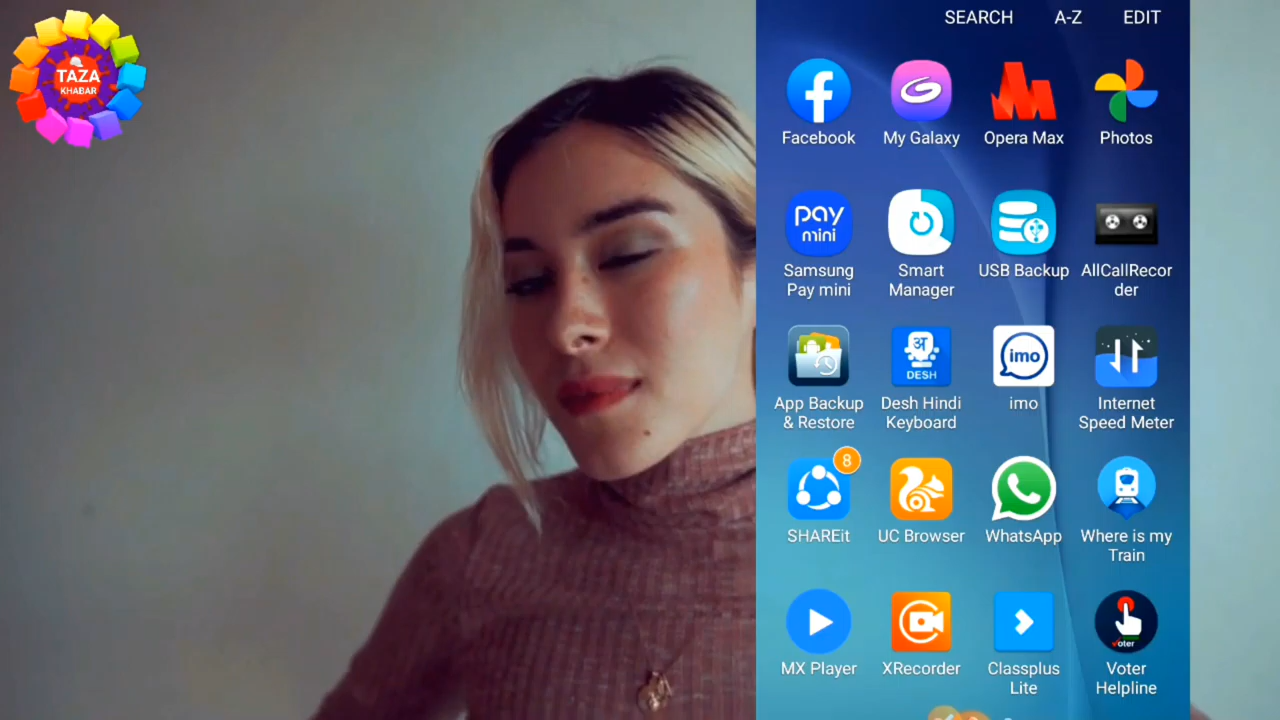 TAZA
KHABAR
SEARCH A-Z EDIT
Facebook My Galaxy Opera Max Photos
pay
mini
Samsung
Pay mini
Smart
Manager
USB Backup
AllCallRecor
der
अ
DESH
imo
App Backup
& Restore
Desh Hindi
Keyboard
imo
Internet
Speed Meter
8
SHAREit
UC Browser
WhatsApp
Where is my
Train
Voter
MX Player
XRecorder
Classplus
Lite
Voter
Helpline